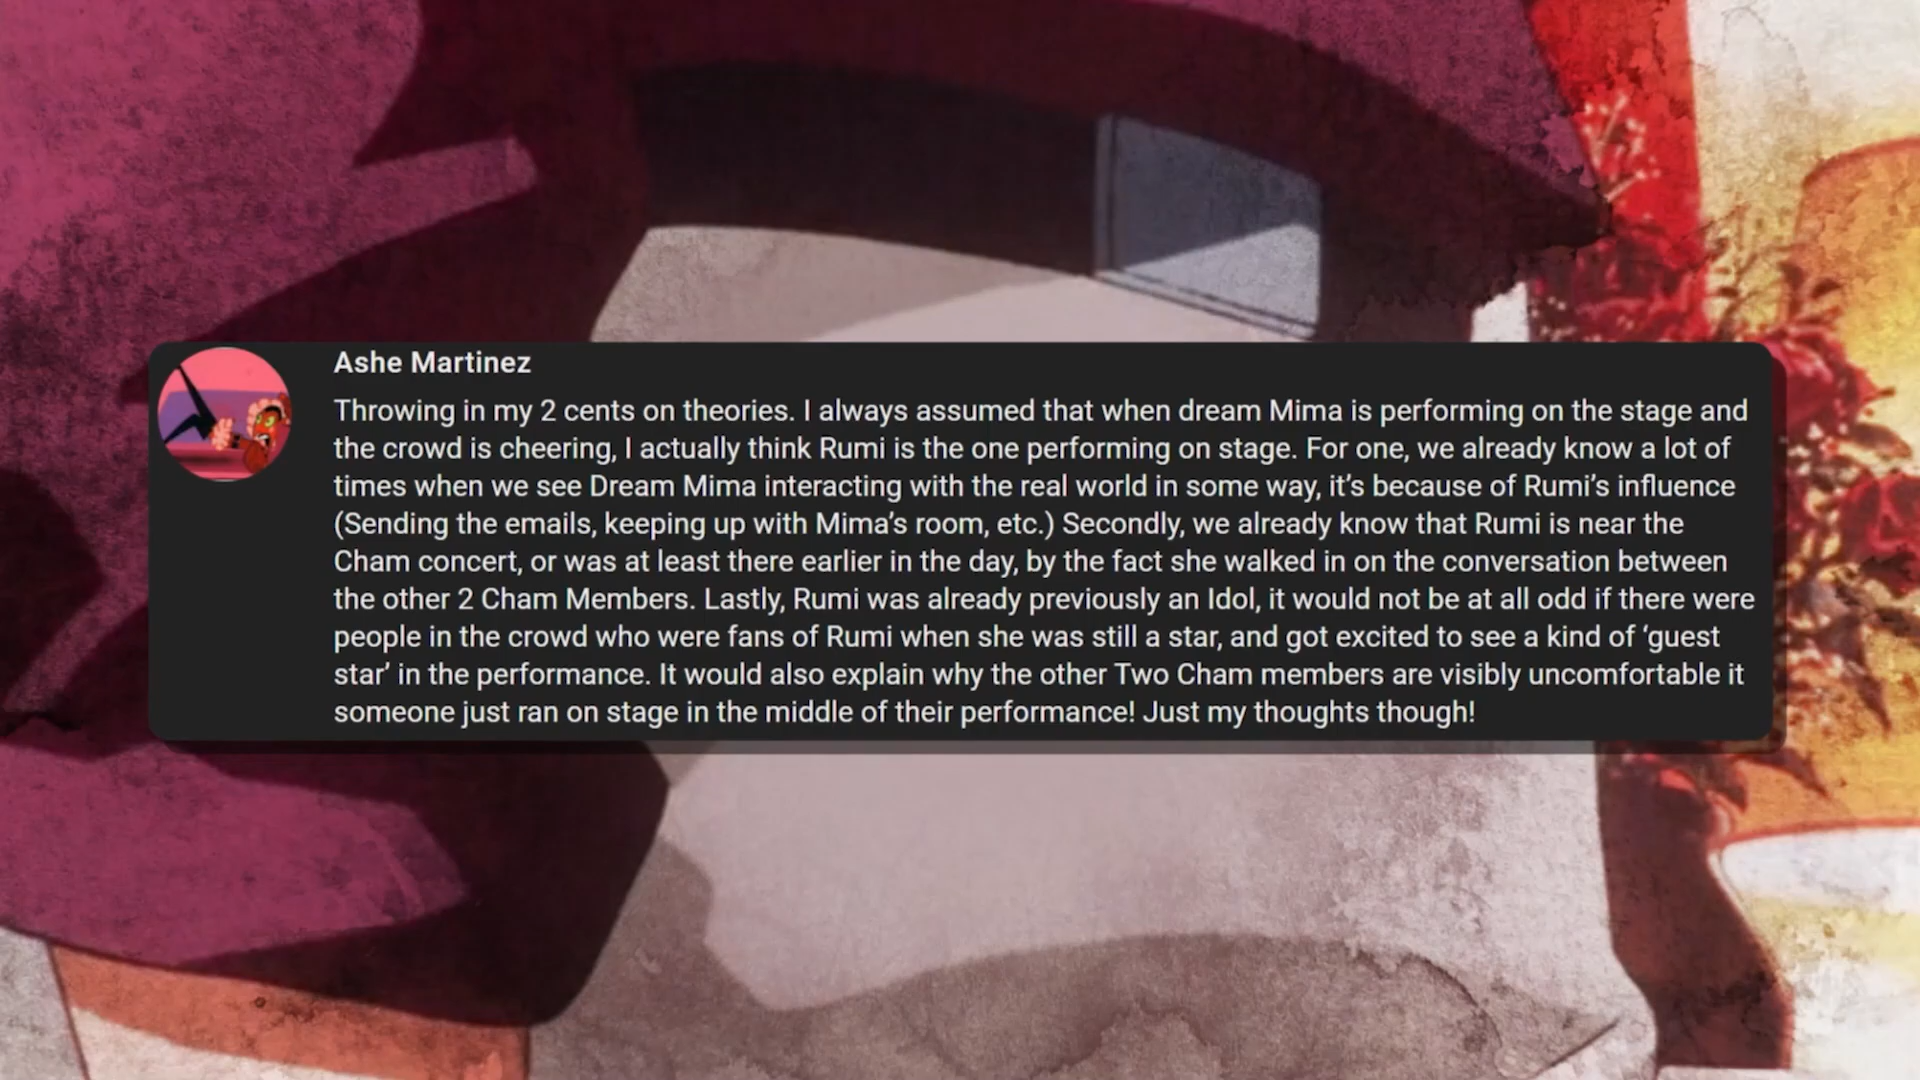 Ashe Martinez
Throwing in my 2 cents on theories. I always assumed that when dream Mima is performing on the stage and
the crowd is cheering, I actually think Rumi is the one performing on stage. For one, we already know a lot of
times when we see Dream Mima interacting with the real world in some way, it’s because of Rumi’s influence
(Sending the emails, keeping up with Mima’s room, etc.) Secondly, we already know that Rumi is near the
Cham concert, or was at least there earlier in the day, by the fact she walked in on the conversation between
the other 2 Cham Members. Lastly, Rumi was already previously an Idol, it would not be at all odd if there were
people in the crowd who were fans of Rumi when she was still a star, and got excited to see a kind of ‘guest
star’ in the performance. It would also explain why the other Two Cham members are visibly uncomfortable it
someone just ran on stage in the middle of their performance! Just my thoughts though!